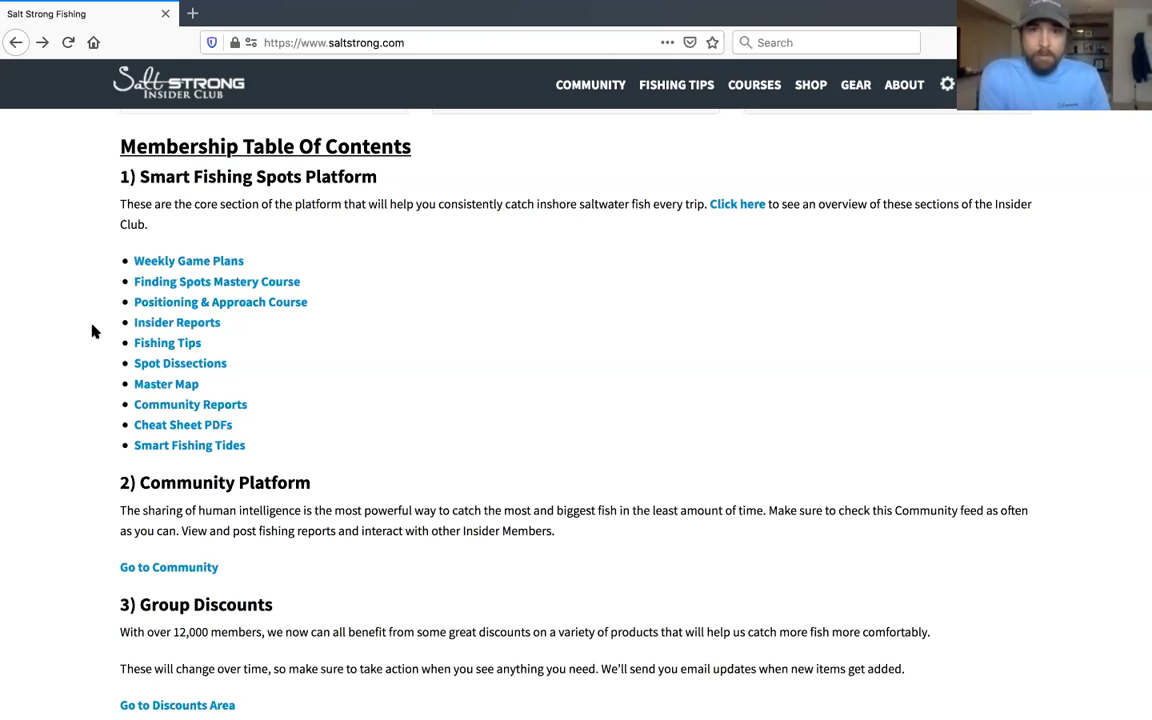 Salt Strong Fishing
https://www.saltstrong.com
Search
Salt STRONG
INSIDER CLUB
COMMUNITY FISHING TIPS COURSES SHOP GEAR ABOUT
Membership Table Of Contents
1) Smart Fishing Spots Platform
These are the core section of the platform that will help you consistently catch inshore saltwater fish every trip. Click here to see an overview of these sections of the Insider
Club.
Weekly Game Plans
Finding Spots Mastery Course
Positioning & Approach Course
Insider Reports
Fishing Tips
Spot Dissections
Master Map
Community Reports
Cheat Sheet PDFs
Smart Fishing Tides
2) Community Platform
The sharing of human intelligence is the most powerful way to catch the most and biggest fish in the least amount of time. Make sure to check this Community feed as often
as you can. View and post fishing reports and interact with other Insider Members.
Go to Community
3) Group Discounts
With over 12,000 members, we now can all benefit from some great discounts on a variety of products that will help us catch more fish more comfortably.
These will change over time, so make sure to take action when you see anything you need. We'll send you email updates when new items get added.
Go to Discounts Area